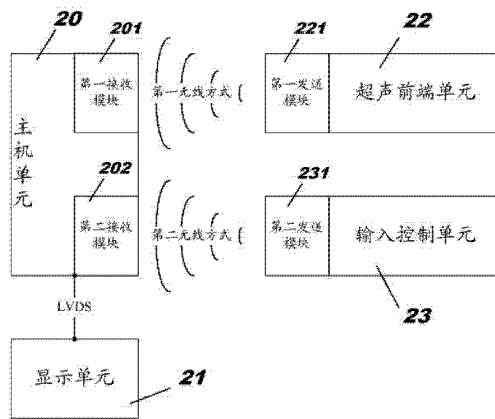 20
201
221
22
主机单元
第一接收
模块
第一无线方式
第一发送
模块
超声前端单元
202
231
第二接收
模块
第二无线方式
第二发送
模块
输入控制单元
LVDS
23
显示单元
21